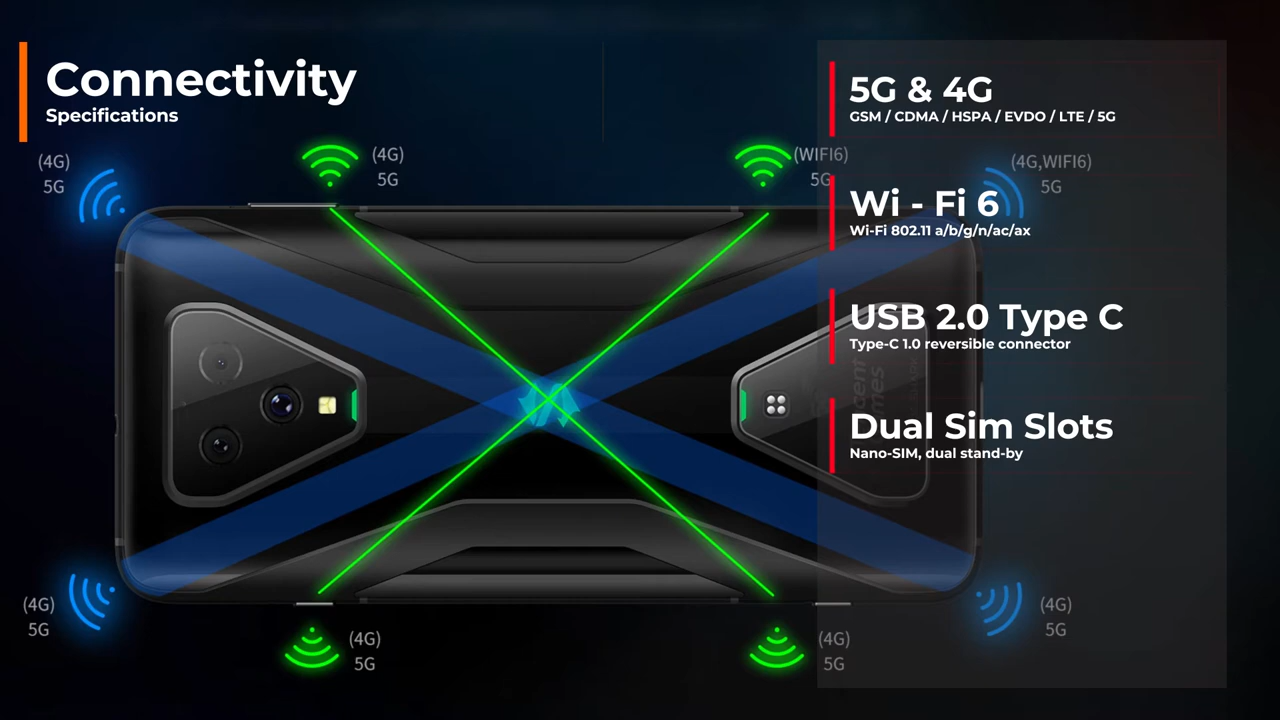 Connectivity
Specifications
5G & 4G
GSM / CDMA / HSPA / EVDO / LTE / 5G
(4G)
5G
(4G)
5G
(WIFI6)
5G
(4G,WIFI6)
5G
Wi - Fi 6
Wi-Fi 802.11 a/b/g/n/ac/ax
USB 2.0 Type C
Type-C 1.0 reversible connector
Dual Sim Slots
Nano-SIM, dual stand-by
(4G)
5G
(4G)
5G
(4G)
5G
(4G)
5G